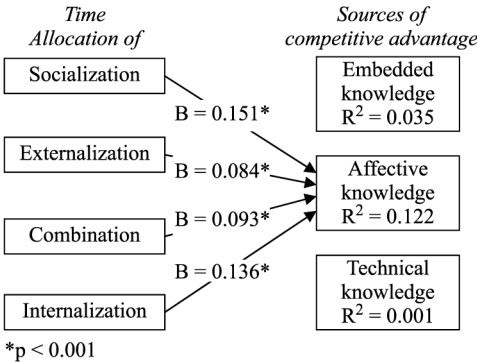 Time
Allocation of
Sources of
competitive advantage
Socialization
Embedded
knowledge
R² = 0.035
B = 0.151*
Externalization
B = 0.084*
Affective
knowledge
R² = 0.122
B = 0.093*
Combination
B = 0.136*
Technical
knowledge
R² = 0.001
Internalization
*p < 0.001